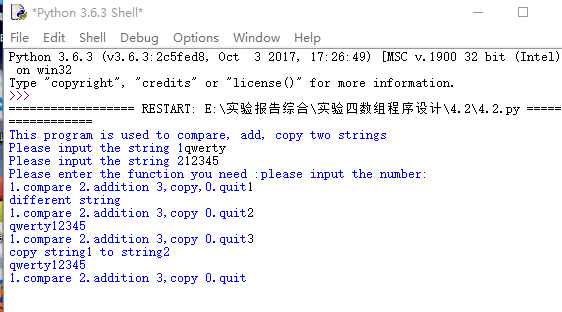 *Python 3.6.3 Shell*
File Edit Shell Debug Options Window Help
Python 3.6.3 (v3.6.3:2c5fed8, Oct  3 2017, 17:26:49) [MSC v.1900 32 bit (Intel)
 on win32
Type "copyright", "credits" or "license()" for more information.
>>>
================ RESTART: E:\实验报告综合\实验四数组程序设计\4.2\4.2.py =====
============
This program is used to compare, add, copy two strings
Please input the string 1qwerty
Please input the string 212345
Please enter the function you need :please input the number:
1.compare 2.addition 3,copy,0.quit1
different string
1.compare 2.addition 3,copy 0.quit2
qwerty12345
1.compare 2.addition 3,copy 0.quit3
copy string1 to string2
qwerty12345
1.compare 2.addition 3,copy 0.quit